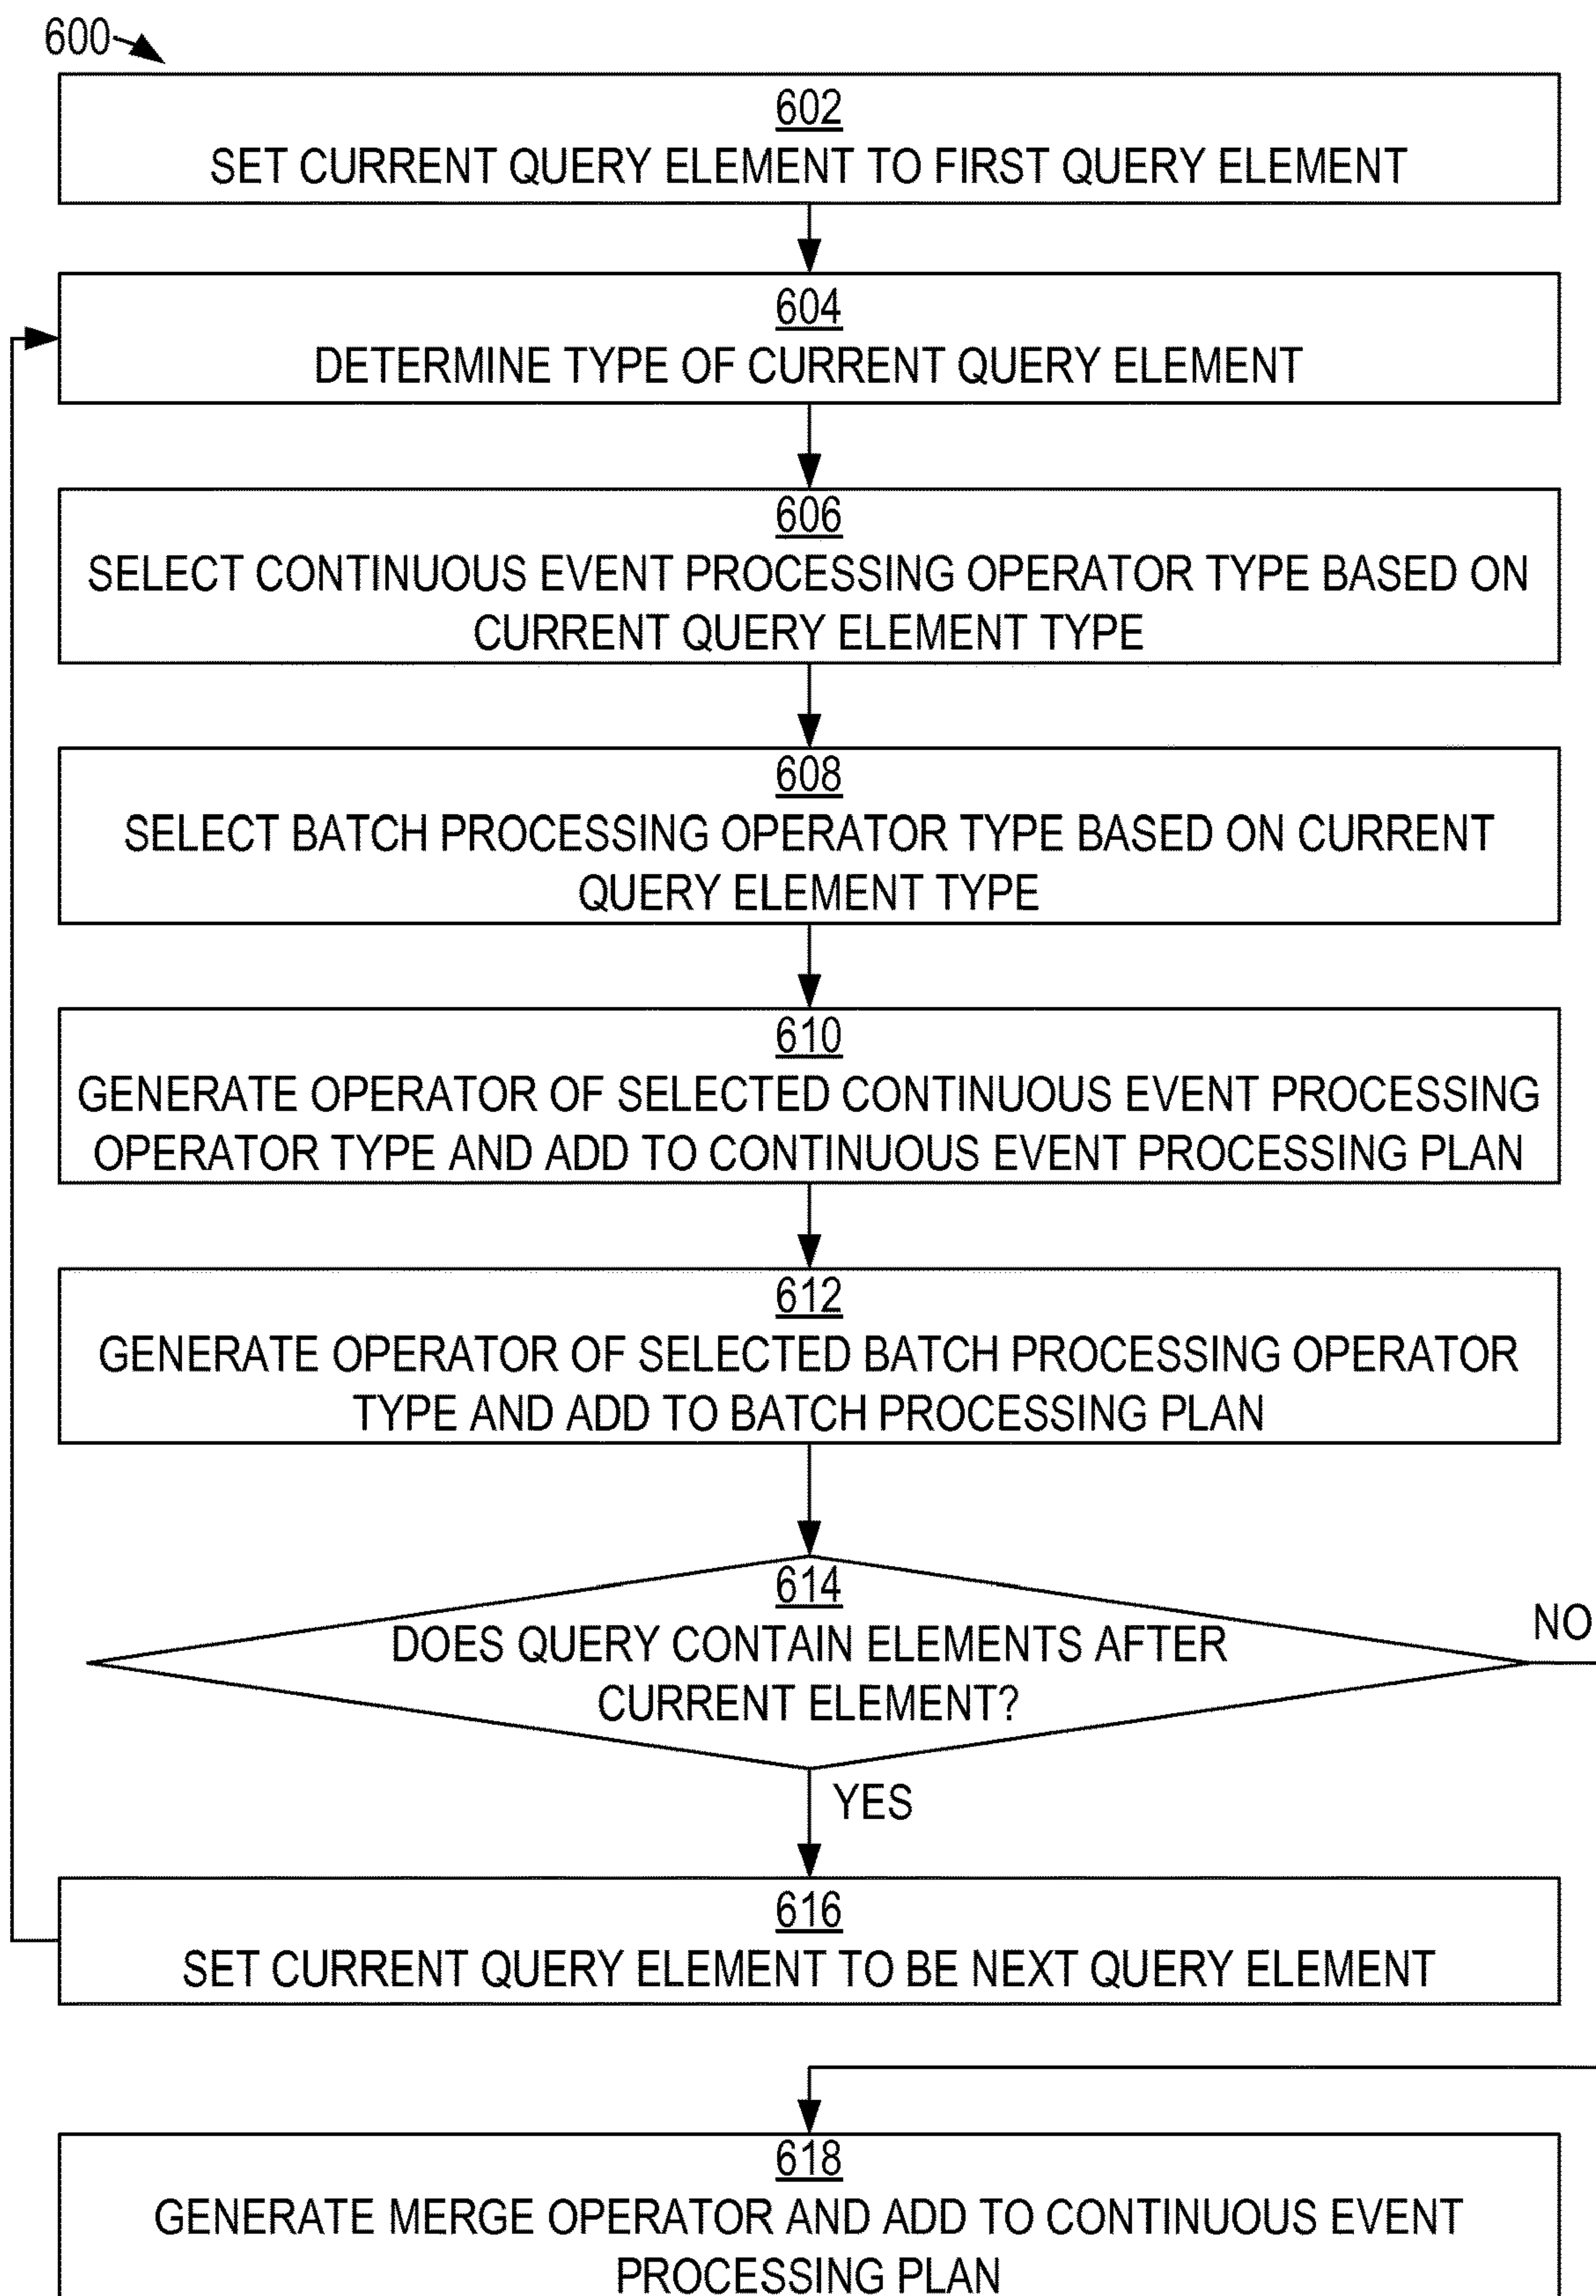 600
602
SET CURRENT QUERY ELEMENT TO FIRST QUERY ELEMENT
604
DETERMINE TYPE OF CURRENT QUERY ELEMENT
606
SELECT CONTINUOUS EVENT PROCESSING OPERATOR TYPE BASED ON
CURRENT QUERY ELEMENT TYPE
608
SELECT BATCH PROCESSING OPERATOR TYPE BASED ON CURRENT
QUERY ELEMENT TYPE
610
GENERATE OPERATOR OF SELECTED CONTINUOUS EVENT PROCESSING
OPERATOR TYPE AND ADD TO CONTINUOUS EVENT PROCESSING PLAN
612
GENERATE OPERATOR OF SELECTED BATCH PROCESSING OPERATOR
TYPE AND ADD TO BATCH PROCESSING PLAN
614
DOES QUERY CONTAIN ELEMENTS AFTER
CURRENT ELEMENT?
NO
YES
616
SET CURRENT QUERY ELEMENT TO BE NEXT QUERY ELEMENT
618
GENERATE MERGE OPERATOR AND ADD TO CONTINUOUS EVENT
PROCESSING PLAN